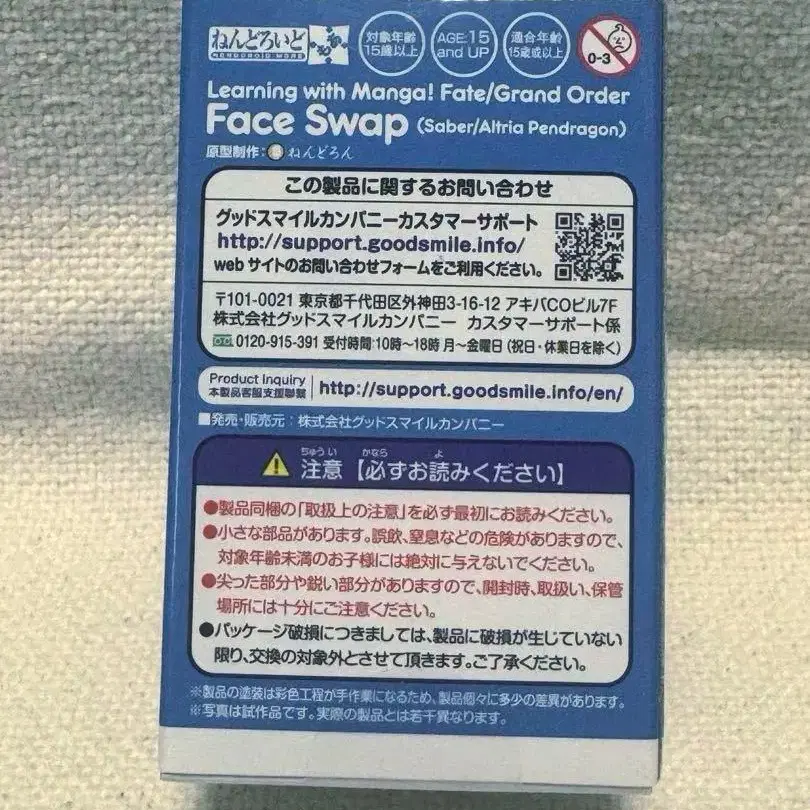 ねんどろいど
NENDOROID MORE
対象年齢
15歳以上
AGE:15
and UP
適合年齢
15歲或以上
0-3
Learning with Manga! Fate/Grand Order
Face Swap (Saber/Altria Pendragon)
原型制作:ねんどろん
この製品に関するお問い合わせ
グッドスマイルカンパニーカスタマーサポート
http://support.goodsmile.info/
webサイトのお問い合わせフォームをご利用ください。
〒101-0021 東京都千代田区外神田3-16-12 アキバCOビル7F
株式会社グッドスマイルカンパニー カスタマーサポート係
0120-915-391 受付時間:10時～18時 月～金曜日(祝日・休業日を除く)
Product Inquiry
本製品客服支援聯繫
http://support.goodsmile.info/en/
■発売・販売元:株式会社グッドスマイルカンパニー
ちゅうい かなら よ
注意【必ずお読みください】
●製品同梱の「取扱上の注意」を必ず最初にお読みください。
●小さな部品があります。誤飲、窒息などの危険がありますので、
対象年齢未満のお子様には絶対に与えないでください。
●尖った部分や鋭い部分がありますので、開封時、取扱い、保管
場所には十分にご注意ください。
●パッケージ破損につきましては、製品に破損が生じていない
限り、交換の対象外とさせて頂きます。ご了承ください。
※製品の塗装は彩色工程が手作業になるため、製品個々に多少の差異があります。
※写真は試作品です。実際の製品とは若干異なります。